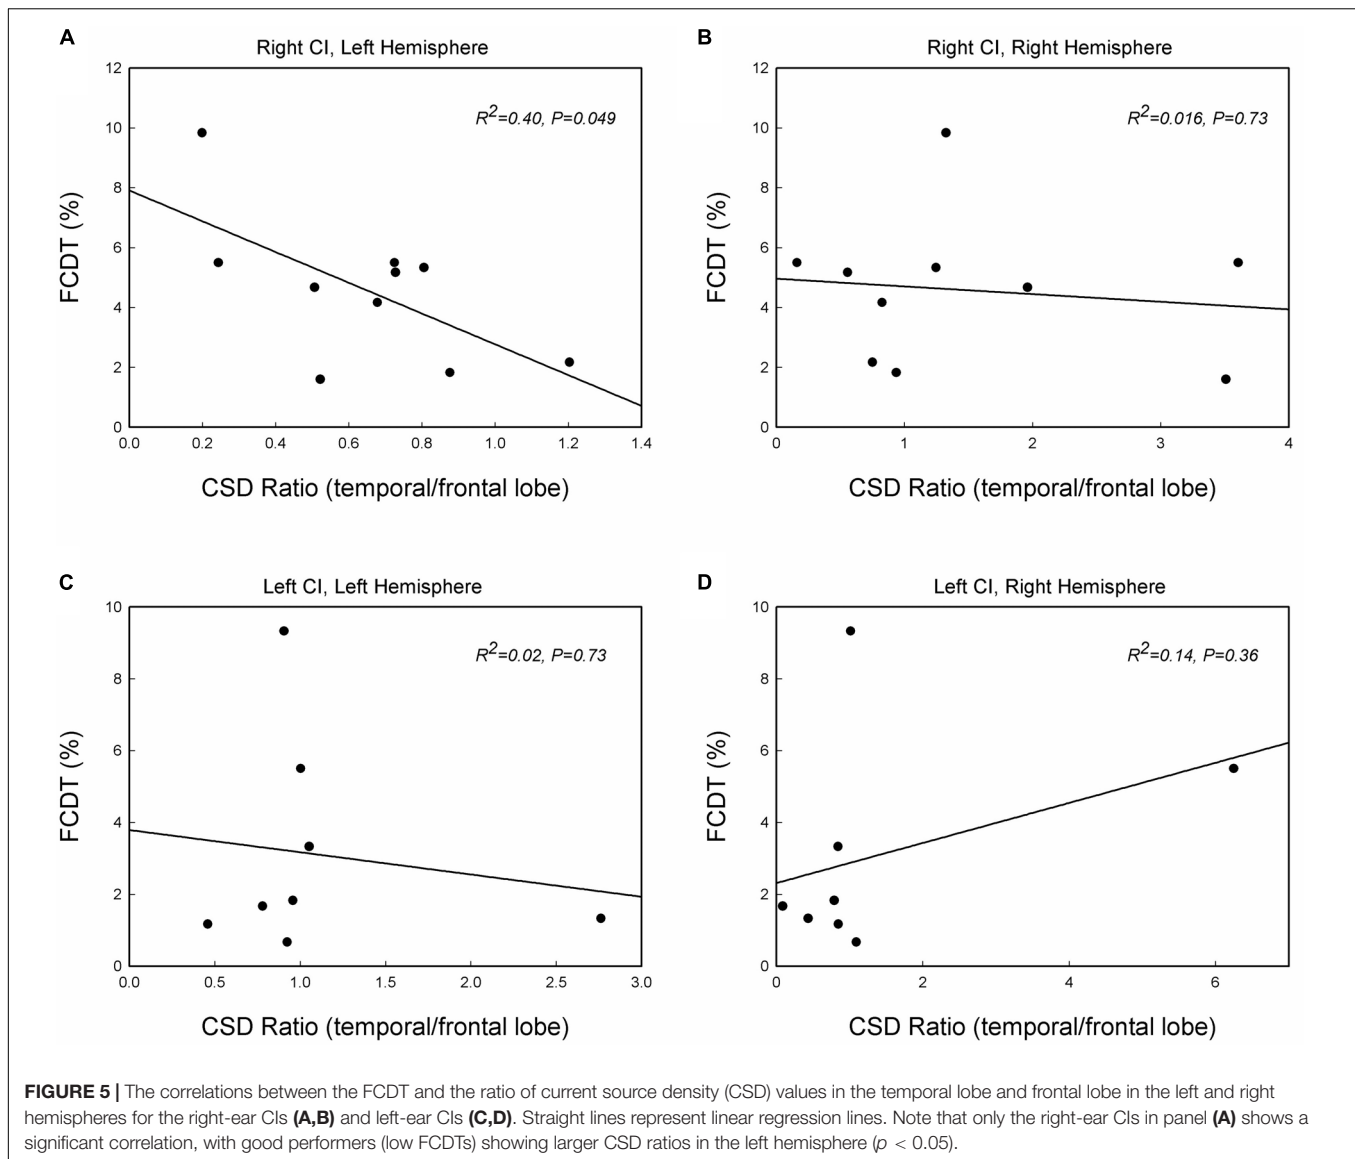 A
Right CI, Left Hemisphere
R2=0.40, P=0.049
12
10
8
6
4
2
0
FCDT (%)
0.0 0.2 0.4 0.6 0.8 1.0 1.2 1.4
CSD Ratio (temporal/frontal lobe)
B
Right CI, Right Hemisphere
R2=0.016, P=0.73
12
10
8
6
4
2
0
FCDT (%)
0 1 2 3 4
CSD Ratio (temporal/frontal lobe)
C
Left CI, Left Hemisphere
R2=0.02, P=0.73
10
8
6
4
2
0
FCDT (%)
0.0 0.5 1.0 1.5 2.0 2.5 3.0
CSD Ratio (temporal/frontal lobe)
D
Left CI, Right Hemisphere
R2=0.14, P=0.36
10
8
6
4
2
0
FCDT (%)
0 2 4 6
CSD Ratio (temporal/frontal lobe)
FIGURE 5 | The correlations between the FCDT and the ratio of current source density (CSD) values in the temporal lobe and frontal lobe in the left and right
hemispheres for the right-ear CIs (A,B) and left-ear CIs (C,D). Straight lines represent linear regression lines. Note that only the right-ear CIs in panel (A) shows a
significant correlation, with good performers (low FCDTs) showing larger CSD ratios in the left hemisphere (p < 0.05).